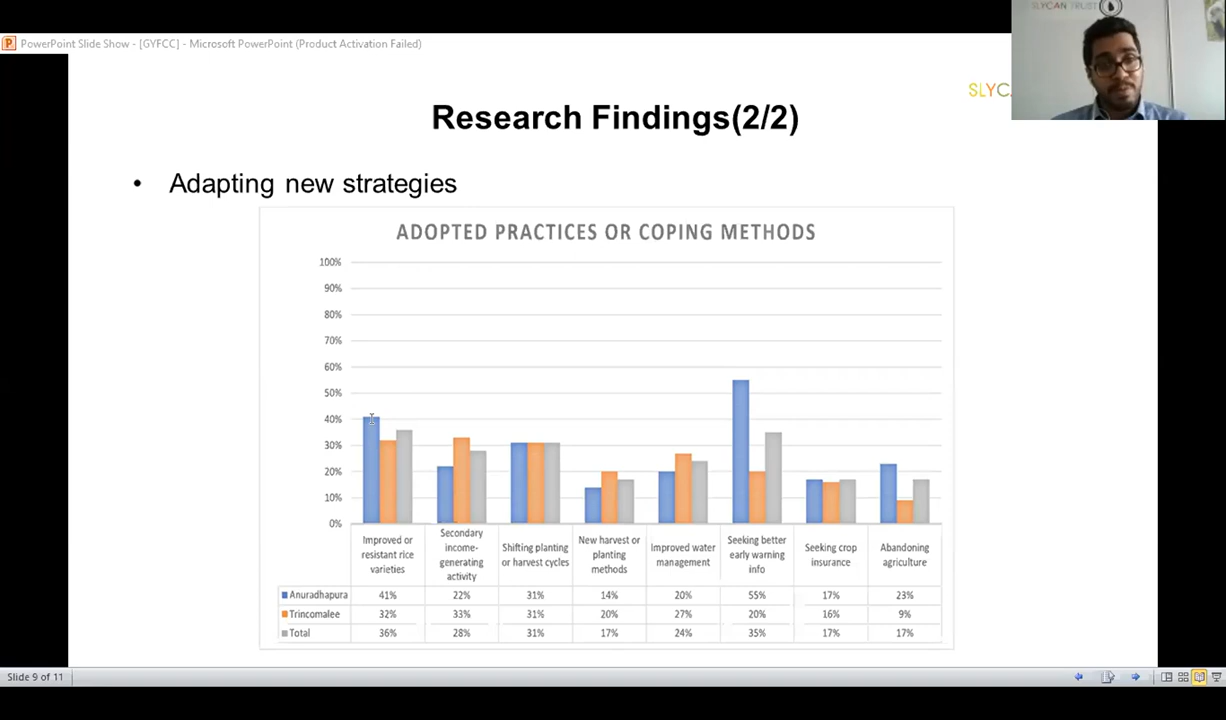 PowerPoint Slide Show - [GYFCC] - Microsoft PowerPoint (Product Activation Failed)
SLYCAN TRUST
SLYC
Research Findings(2/2)
• Adapting new strategies
ADOPTED PRACTICES OR COPING METHODS
100%
90%
80%
70%
60%
50%
40%
30%
20%
10%
0%
Improved or resistant rice varieties
Secondary income-generating activity
Shifting planting or harvest cycles
New harvest or planting methods
Improved water management
Seeking better early warning info
Seeking crop insurance
Abandoning agriculture
Anuradhapura 41% 22% 31% 14% 20% 55% 17% 23%
Trincomalee 32% 33% 31% 20% 27% 20% 16% 9%
Total 36% 28% 31% 17% 24% 35% 17% 17%
Slide 9 of 11